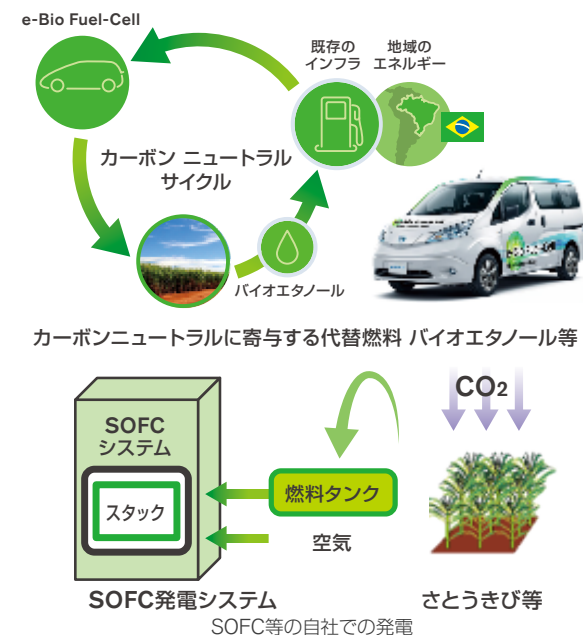 e-Bio Fuel-Cell
既存の
インフラ
地域の
エネルギー
カーボン ニュートラル
サイクル
バイオエタノール
カーボンニュートラルに寄与する代替燃料 バイオエタノール等
CO2
SOFC
システム
スタック
燃料タンク
空気
SOFC発電システム
さとうきび等
SOFC等の自社での発電